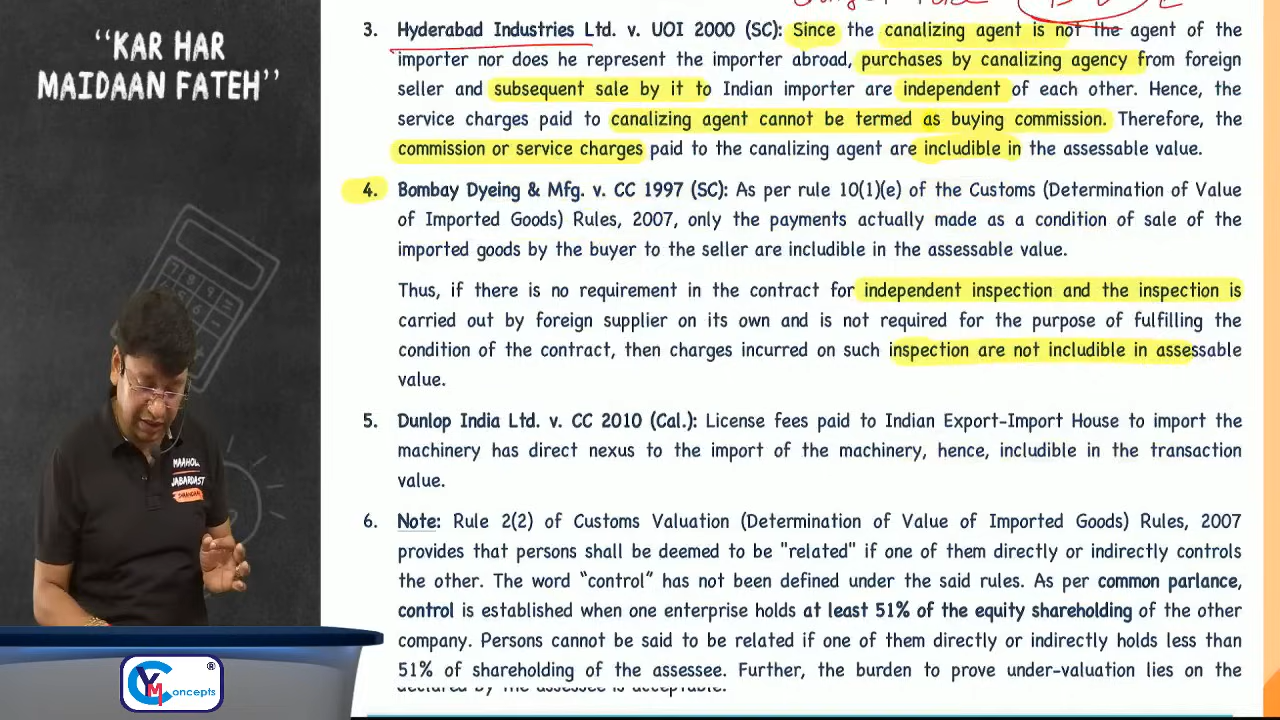 "KAR HAR
MAIDAAN FATEH"
3. Hyderabad Industries Ltd. v. UOI 2000 (SC): Since the canalizing agent is not the agent of the
importer nor does he represent the importer abroad, purchases by canalizing agency from foreign
seller and subsequent sale by it to Indian importer are independent of each other. Hence, the
service charges paid to canalizing agent cannot be termed as buying commission. Therefore, the
commission or service charges paid to the canalizing agent are includible in the assessable value.
4. Bombay Dyeing & Mfg. v. CC 1997 (SC): As per rule 10(1)(e) of the Customs (Determination of Value
of Imported Goods) Rules, 2007, only the payments actually made as a condition of sale of the
imported goods by the buyer to the seller are includible in the assessable value.
Thus, if there is no requirement in the contract for independent inspection and the inspection is
carried out by foreign supplier on its own and is not required for the purpose of fulfilling the
condition of the contract, then charges incurred on such inspection are not includible in assessable
value.
5. Dunlop India Ltd. v. CC 2010 (Cal.): License fees paid to Indian Export-Import House to import the
machinery has direct nexus to the import of the machinery, hence, includible in the transaction
value.
6. Note: Rule 2(2) of Customs Valuation (Determination of Value of Imported Goods) Rules, 2007
provides that persons shall be deemed to be "related" if one of them directly or indirectly controls
the other. The word "control" has not been defined under the said rules. As per common parlance,
control is established when one enterprise holds at least 51% of the equity shareholding of the other
company. Persons cannot be said to be related if one of them directly or indirectly holds less than
51% of shareholding of the assessee. Further, the burden to prove under-valuation lies on the
declared by the assessee is acceptable.
MAAHOL
JABARDAST
VM Concepts ®